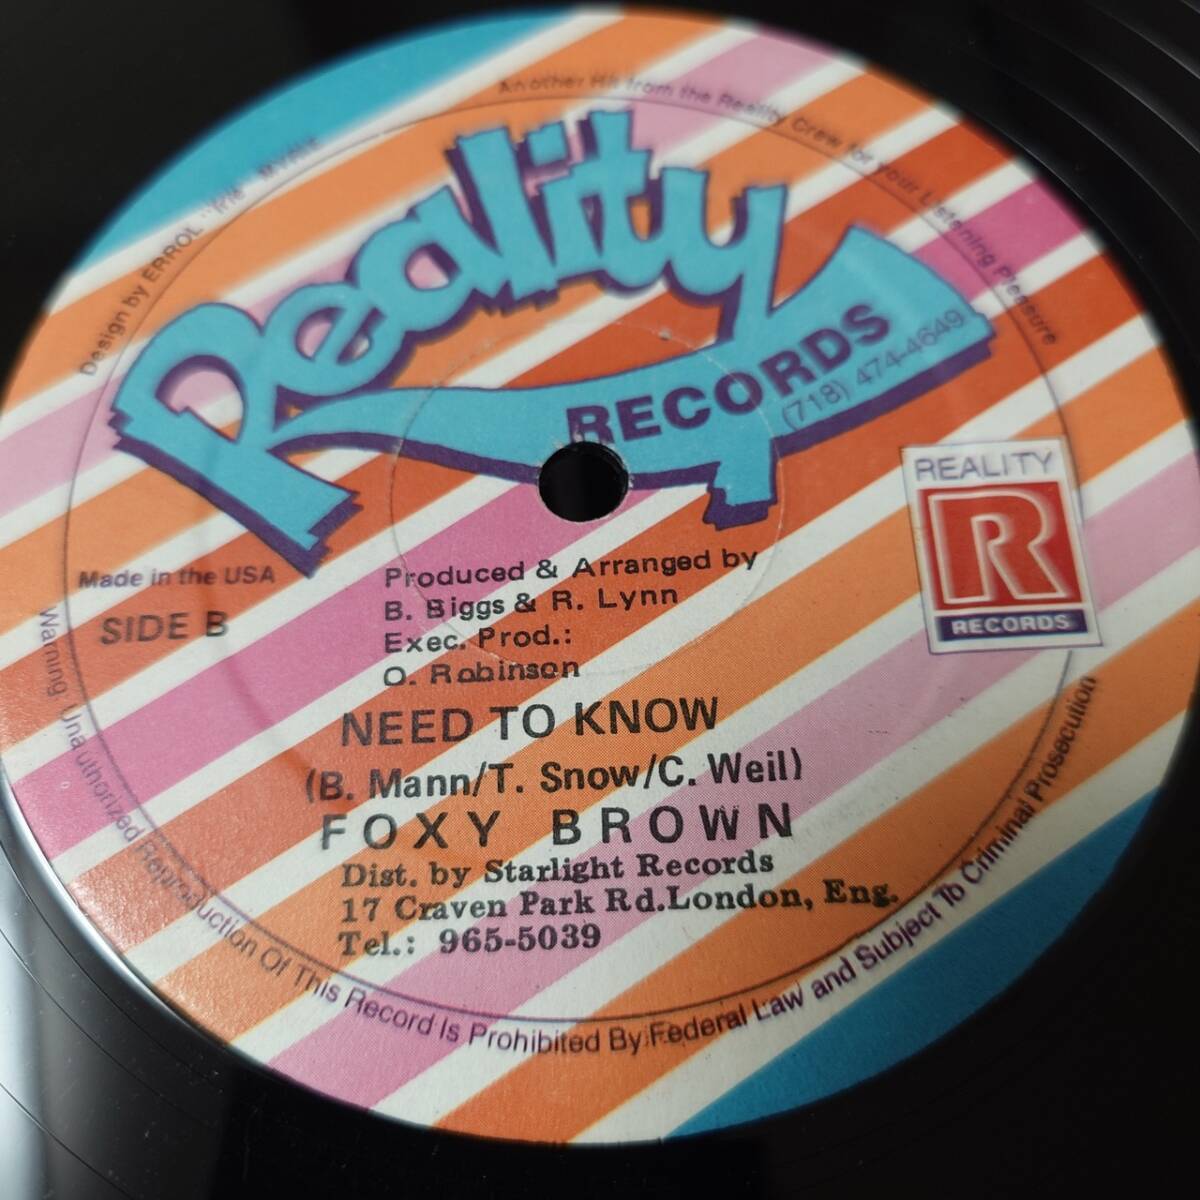 Another Hit from the Reality Crew for your Listening Pleasure
Design by ERROL
Reality
RECORDS
(718) 474-4649
REALITY
R
RECORDS
Made in the USA
SIDE B
Produced & Arranged by
B. Biggs & R. Lynn
Exec. Prod.:
O. Robinson
NEED TO KNOW
(B. Mann/T. Snow/C. Weil)
FOXY BROWN
Dist. by Starlight Records
17 Craven Park Rd.London, Eng.
Tel.: 965-5039
Warning Unauthorized Reproduction Of This Record Is Prohibited By Federal Law and Subject To Criminal Prosecution